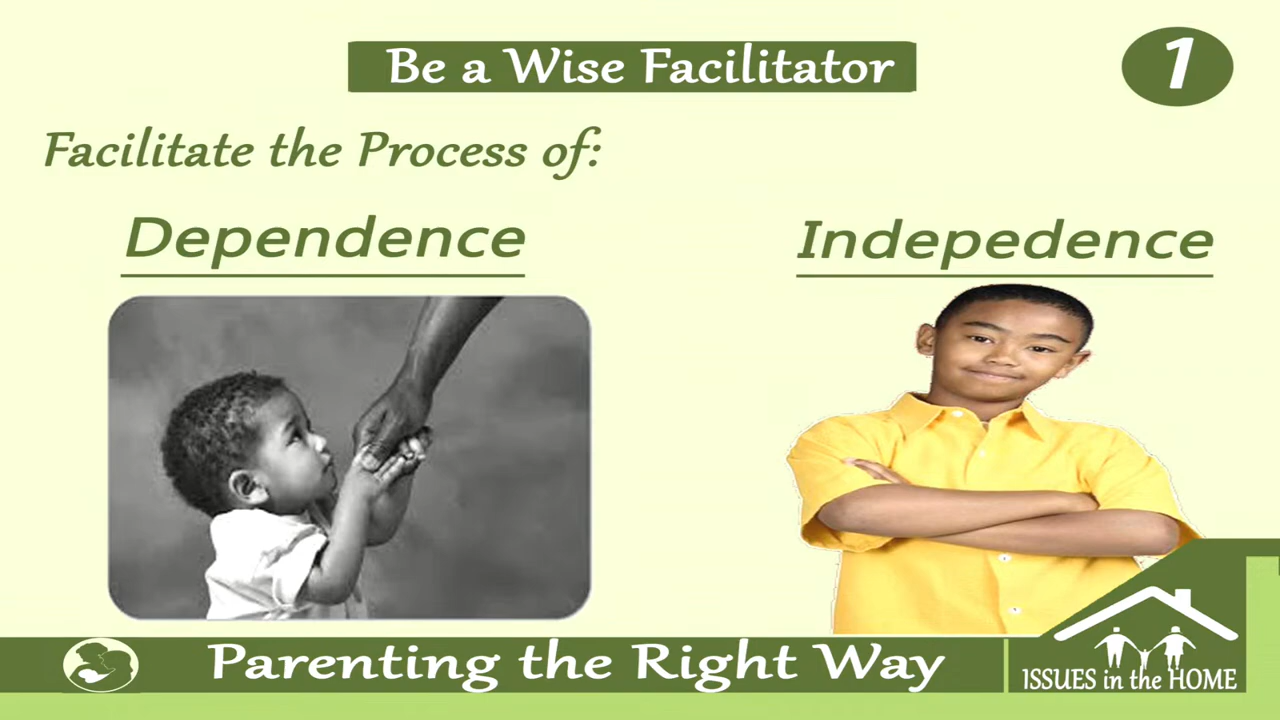 Be a Wise Facilitator
1
Facilitate the Process of:
Dependence
Indepedence
Parenting the Right Way
ISSUES in the HOME